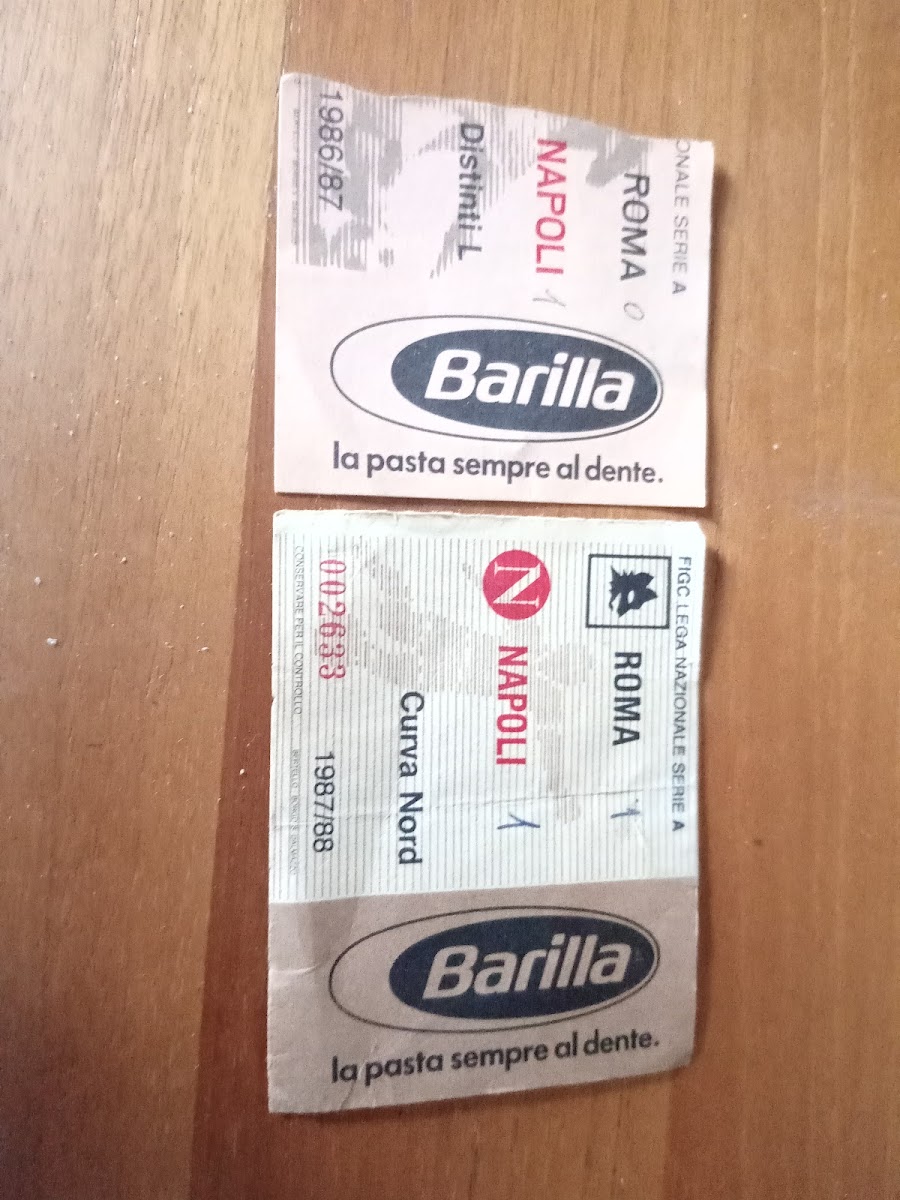 ONALE SERIE A
ROMA 0
NAPOLI 1
Distinti L
1986/87
Barilla
la pasta sempre al dente.
FIGC LEGA NAZIONALE SERIE A
ROMA 1
N NAPOLI 1
Curva Nord
002633 1987/88
CONSERVARE PER IL CONTROLLO
Barilla
la pasta sempre al dente.